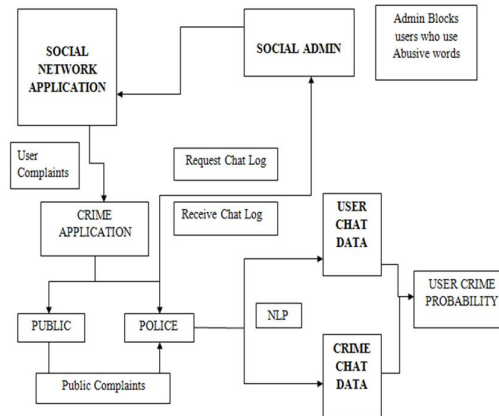 SOCIAL
NETWORK
APPLICATION
SOCIAL ADMIN
Admin Blocks
users who use
Abusive words
User
Complaints
Request Chat Log
Receive Chat Log
CRIME
APPLICATION
USER
CHAT
DATA
USER CRIME
PROBABILITY
PUBLIC
POLICE
NLP
Public Complaints
CRIME
CHAT
DATA